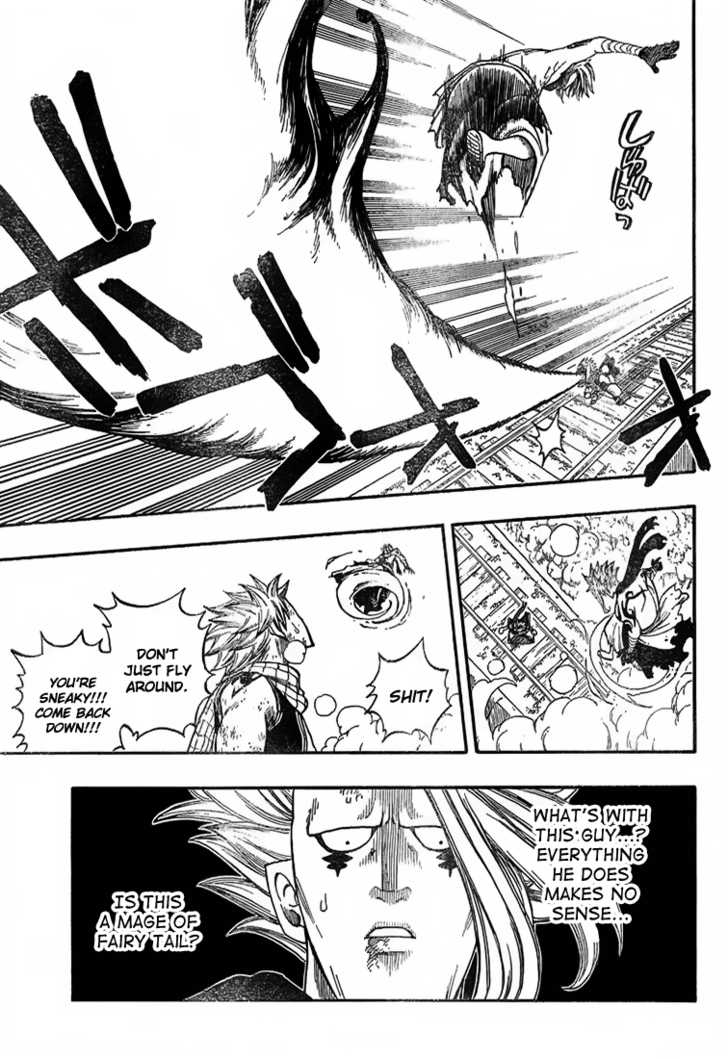 しゅばっ
SHIT!
DON'T
JUST FLY
AROUND.
YOU'RE
SNEAKY!!!
COME BACK
DOWN!!!
WHAT'S WITH
THIS GUY...?
EVERYTHING
HE DOES
MAKES NO
SENSE...
IS THIS
A MAGE OF
FAIRY TAIL?